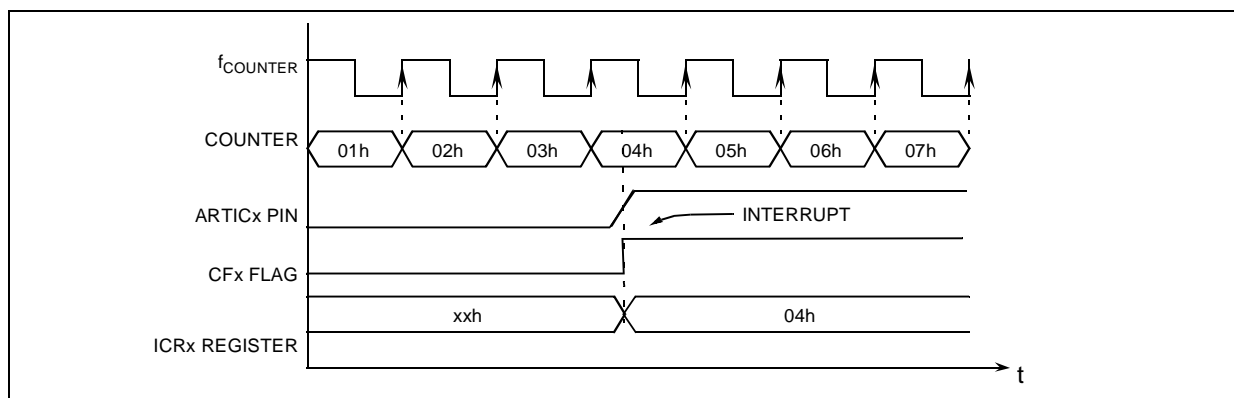 fCOUNTER
COUNTER
01h 02h 03h 04h 05h 06h 07h
ARTICx PIN
INTERRUPT
CFx FLAG
xxh 04h
ICRx REGISTER
t